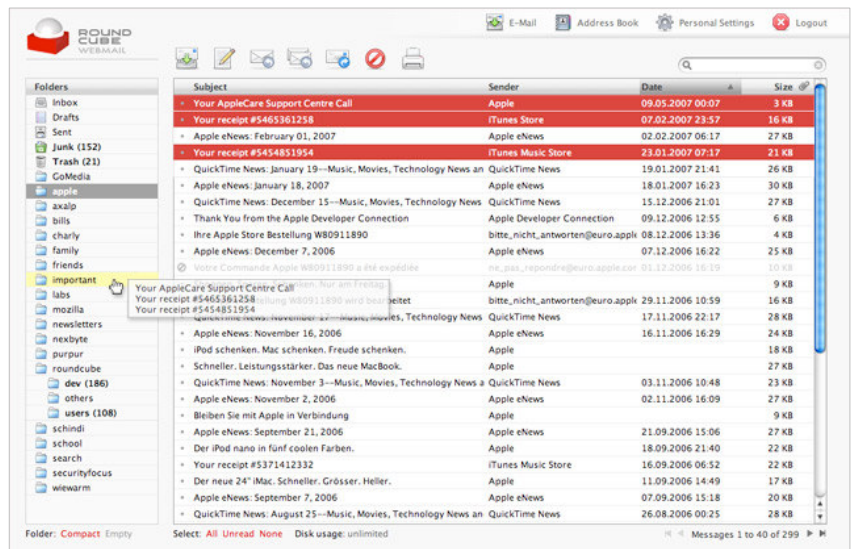 ROUND
CUBE
WEBMAIL
E-Mail Address Book Personal Settings Logout
Folders
Inbox
Drafts
Sent
Junk (152)
Trash (21)
GoMedia
apple
axalp
bills
charly
family
friends
important
labs
mozilla
newsletters
nexbyte
purpur
roundcube
dev (186)
others
users (108)
schindi
school
search
securityfocus
wiewarm
Subject Sender Date Size
Your AppleCare Support Centre Call Apple 09.05.2007 00:07 3 KB
Your receipt #5465361258 iTunes Store 07.02.2007 23:57 16 KB
Apple eNews: February 01, 2007 Apple eNews 02.02.2007 06:17 27 KB
Your receipt #5454851954 iTunes Music Store 23.01.2007 07:17 21 KB
QuickTime News: January 19--Music, Movies, Technology News an QuickTime News 19.01.2007 21:41 26 KB
Apple eNews: January 18, 2007 Apple eNews 18.01.2007 16:23 30 KB
QuickTime News: December 15--Music, Movies, Technology News QuickTime News 15.12.2006 21:01 27 KB
Thank You from the Apple Developer Connection Apple Developer Connection 09.12.2006 12:55 6 KB
Ihre Apple Store Bestellung W80911890 bitte_nicht_antworten@euro.apple 08.12.2006 13:36 4 KB
Apple eNews: December 7, 2006 Apple eNews 07.12.2006 16:22 25 KB
Votre Commande Apple W80911890 a été expédiée ne_pas_repondre@euro.apple.cor 01.12.2006 16:19 10 KB
schenken. Nur am Freitag. Apple 9 KB
Bestellung W80911890 wird bearbeitet bitte_nicht_antworten@euro.apple 29.11.2006 10:59 16 KB
QuickTime News: November 17--Music, Movies, Technology News QuickTime News 17.11.2006 22:17 28 KB
Apple eNews: November 16, 2006 Apple eNews 16.11.2006 16:29 24 KB
iPod schenken. Mac schenken. Freude schenken. Apple 18 KB
Schneller. Leistungsstärker. Das neue MacBook. Apple 27 KB
QuickTime News: November 3--Music, Movies, Technology News a QuickTime News 03.11.2006 10:48 23 KB
Apple eNews: November 2, 2006 Apple eNews 02.11.2006 16:09 27 KB
Bleiben Sie mit Apple in Verbindung Apple 9 KB
Apple eNews: September 21, 2006 Apple eNews 21.09.2006 15:06 27 KB
Der iPod nano in fünf coolen Farben. Apple 18.09.2006 21:40 22 KB
Your receipt #5371412332 iTunes Music Store 16.09.2006 06:52 22 KB
Der neue 24" iMac. Schneller. Grösser. Heller. Apple 11.09.2006 14:49 17 KB
Apple eNews: September 7, 2006 Apple eNews 07.09.2006 15:18 20 KB
QuickTime News: August 25--Music, Movies, Technology News an QuickTime News 26.08.2006 00:25 28 KB
Your AppleCare Support Centre Call
Your receipt #5465361258
Your receipt #5454851954
Folder: Compact Empty Select: All Unread None Disk usage: unlimited Messages 1 to 40 of 299